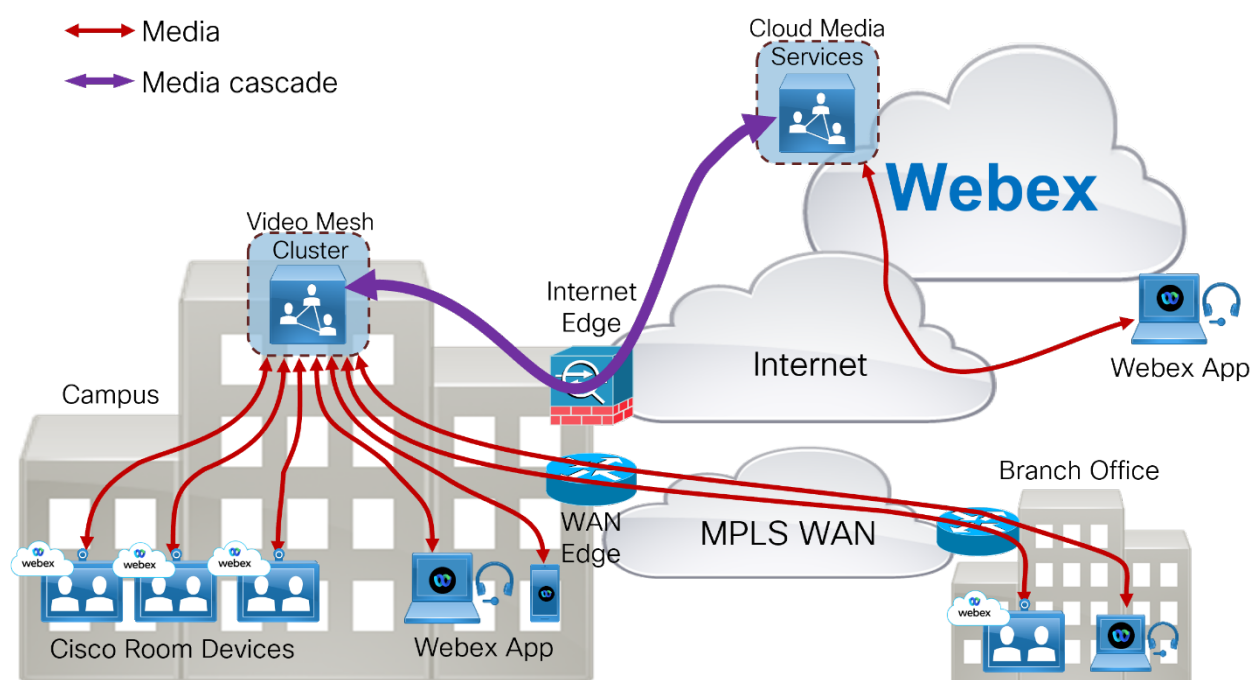 Media
Media cascade
Cloud Media
Services
Webex
Video Mesh
Cluster
Internet
Edge
Internet
Webex App
Campus
Branch Office
WAN
Edge
MPLS WAN
webex
webex
webex
webex
Cisco Room Devices
Webex App